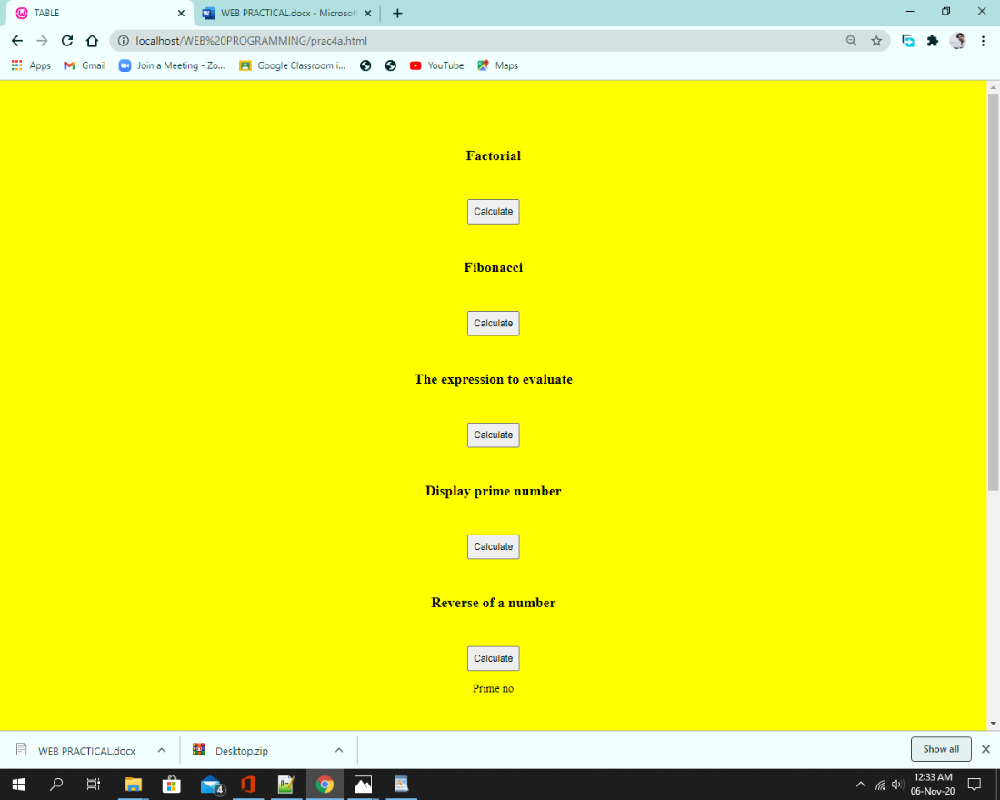 TABLE
WEB PRACTICAL.docx - Microsof
localhost/WEB%20PROGRAMMING/prac4a.html
Apps Gmail Join a Meeting - Zo... Google Classroom i... YouTube Maps
Factorial
Calculate
Fibonacci
Calculate
The expression to evaluate
Calculate
Display prime number
Calculate
Reverse of a number
Calculate
Prime no
WEB PRACTICAL.docx
Desktop.zip
Show all
4
12:33 AM
06-Nov-20